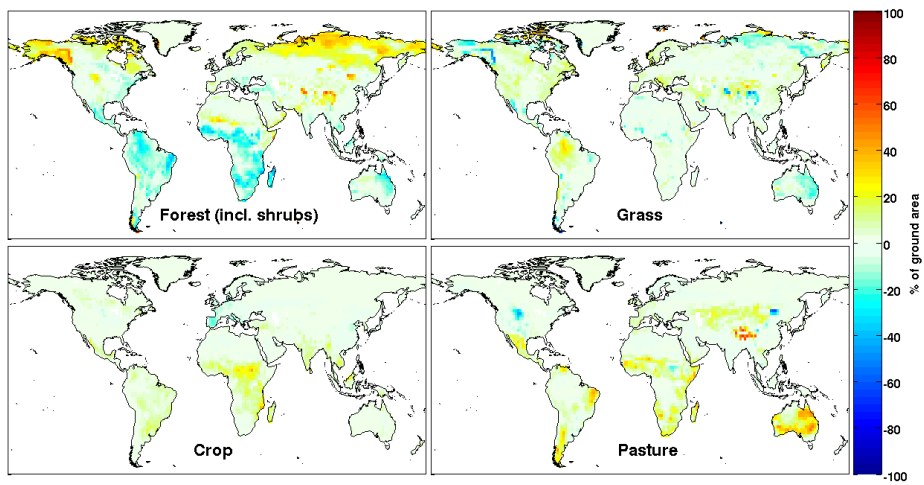 Forest (incl. shrubs)
Grass
Crop
Pasture
100
80
60
40
20
0
-20
-40
-60
-80
-100
% of ground area